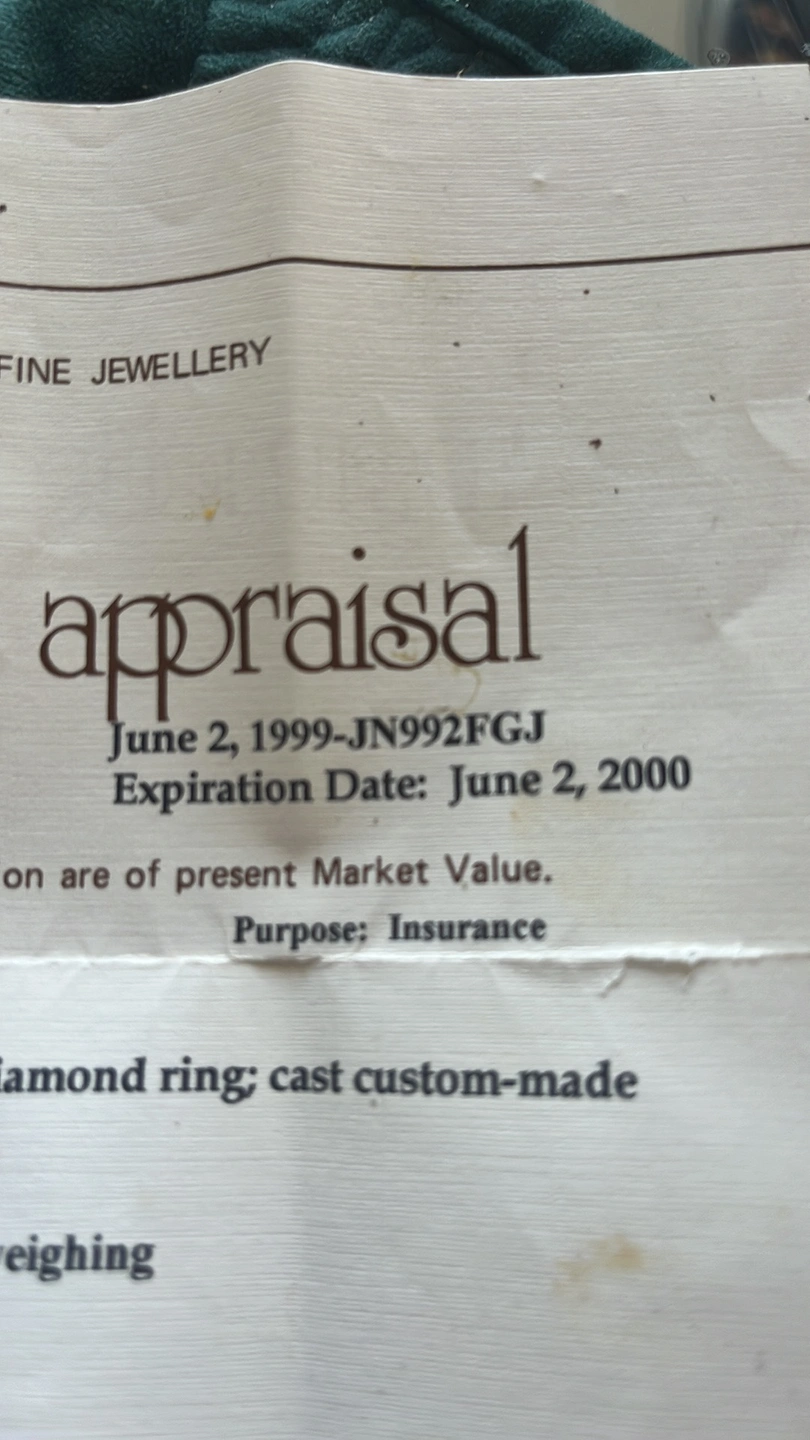 FINE JEWELLERY
appraisal
June 2, 1999-JN992FGJ
Expiration Date: June 2, 2000
on are of present Market Value.
Purpose: Insurance
iamond ring; cast custom-made
eighing